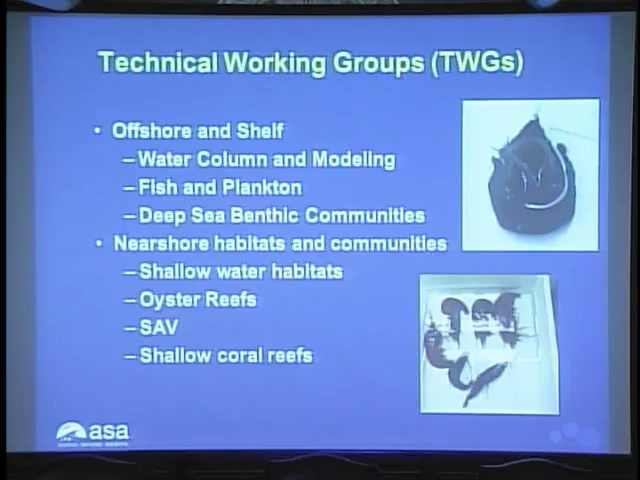 Technical Working Groups (TWGs)
• Offshore and Shelf
– Water Column and Modeling
– Fish and Plankton
– Deep Sea Benthic Communities
• Nearshore habitats and communities
– Shallow water habitats
– Oyster Reefs
– SAV
– Shallow coral reefs
asa